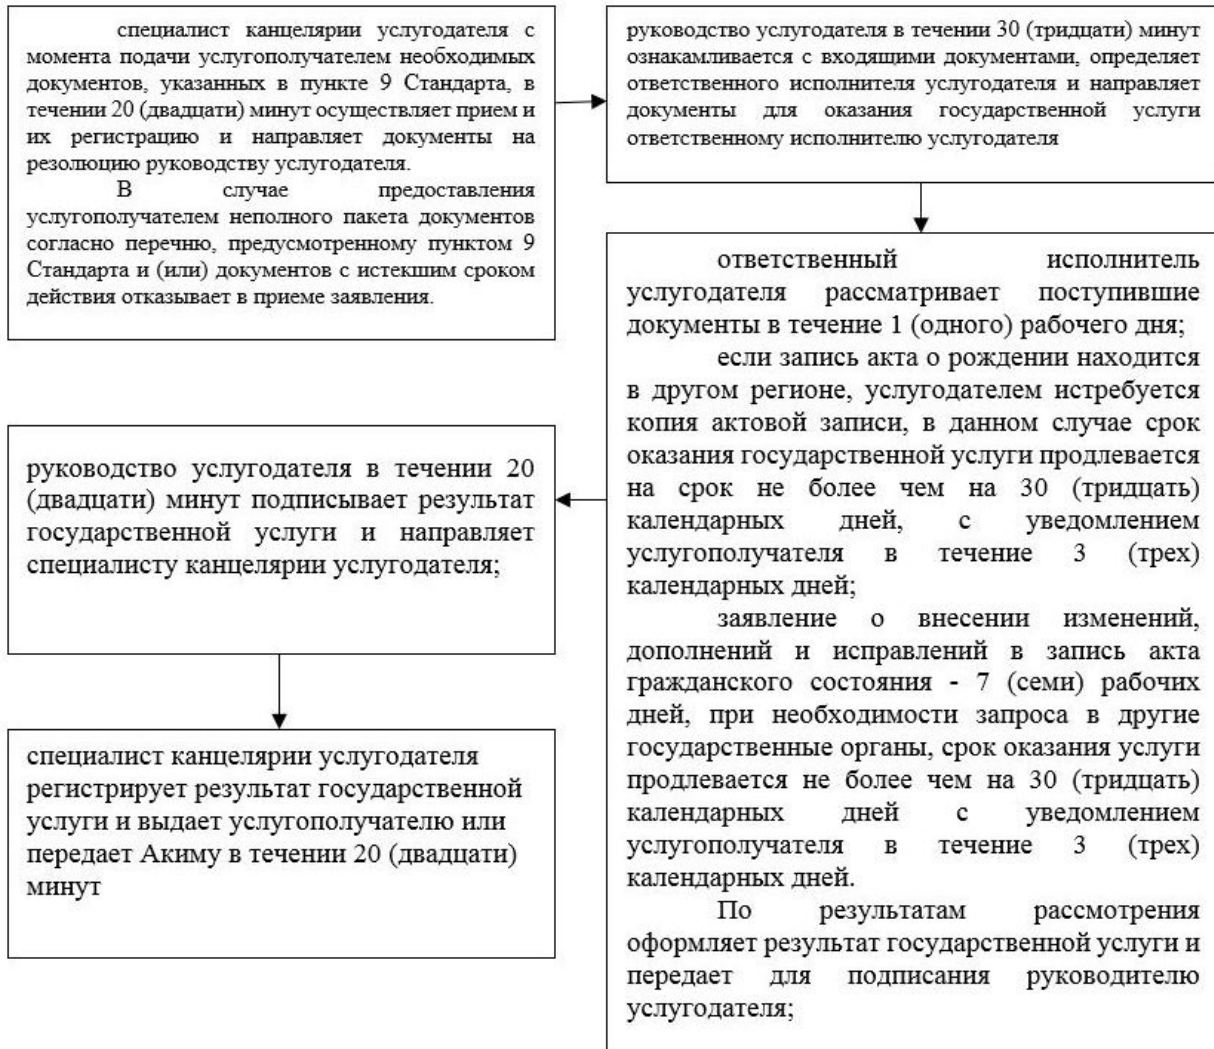 специалист канцелярии услугодателя с
момента подачи услугополучателем необходимых
документов, указанных в пункте 9 Стандарта, в
течении 20 (двадцати) минут осуществляет прием и
их регистрацию и направляет документы на
резолюцию руководству услугодателя.
В случае предоставления
услугополучателем неполного пакета документов
согласно перечню, предусмотренному пунктом 9
Стандарта и (или) документов с истекшим сроком
действия отказывает в приеме заявления.
руководство услугодателя в течении 30 (тридцати) минут
ознакамливается с входящими документами, определяет
ответственного исполнителя услугодателя и направляет
документы для оказания государственной услуги
ответственному исполнителю услугодателя
ответственный исполнитель
услугодателя рассматривает поступившие
документы в течение 1 (одного) рабочего дня;
если запись акта о рождении находится
в другом регионе, услугодателем истребуется
копия актовой записи, в данном случае срок
оказания государственной услуги продлевается
на срок не более чем на 30 (тридцать)
календарных дней, с уведомлением
услугополучателя в течение 3 (трех)
календарных дней;
заявление о внесении изменений,
дополнений и исправлений в запись акта
гражданского состояния - 7 (семи) рабочих
дней, при необходимости запроса в другие
государственные органы, срок оказания услуги
продлевается не более чем на 30 (тридцать)
календарных дней с уведомлением
услугополучателя в течение 3 (трех)
календарных дней.
По результатам рассмотрения
оформляет результат государственной услуги и
передает для подписания руководителю
услугодателя;
руководство услугодателя в течении 20
(двадцати) минут подписывает результат
государственной услуги и направляет
специалисту канцелярии услугодателя;
специалист канцелярии услугодателя
регистрирует результат государственной
услуги и выдает услугополучателю или
передает Акиму в течении 20 (двадцати)
минут